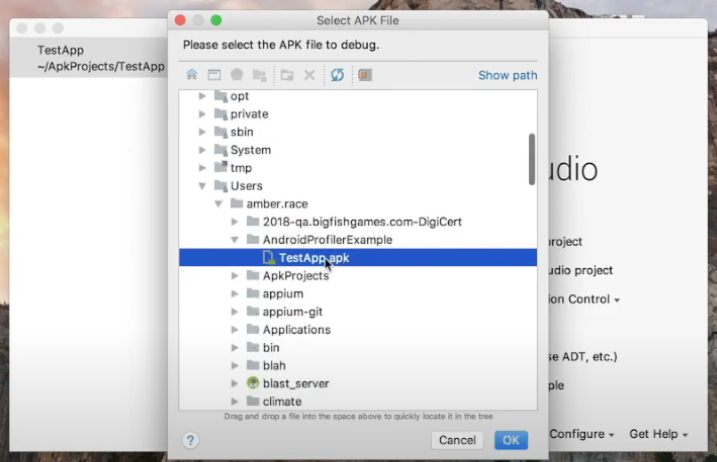 Select APK File
TestApp
~/ApkProjects/TestApp
Please select the APK file to debug.
Show path
opt
private
sbin
System
tmp
Users
amber.race
2018-qa.bigfishgames.com-DigiCert
AndroidProfilerExample
TestApp.apk
ApkProjects
appium
appium-git
Applications
bin
blah
blast_server
climate
Drag and drop a file into the space above to quickly locate it in the tree
?
Cancel
OK
udio
project
udio project
ion Control
se ADT, etc.)
ple
Configure
Get Help